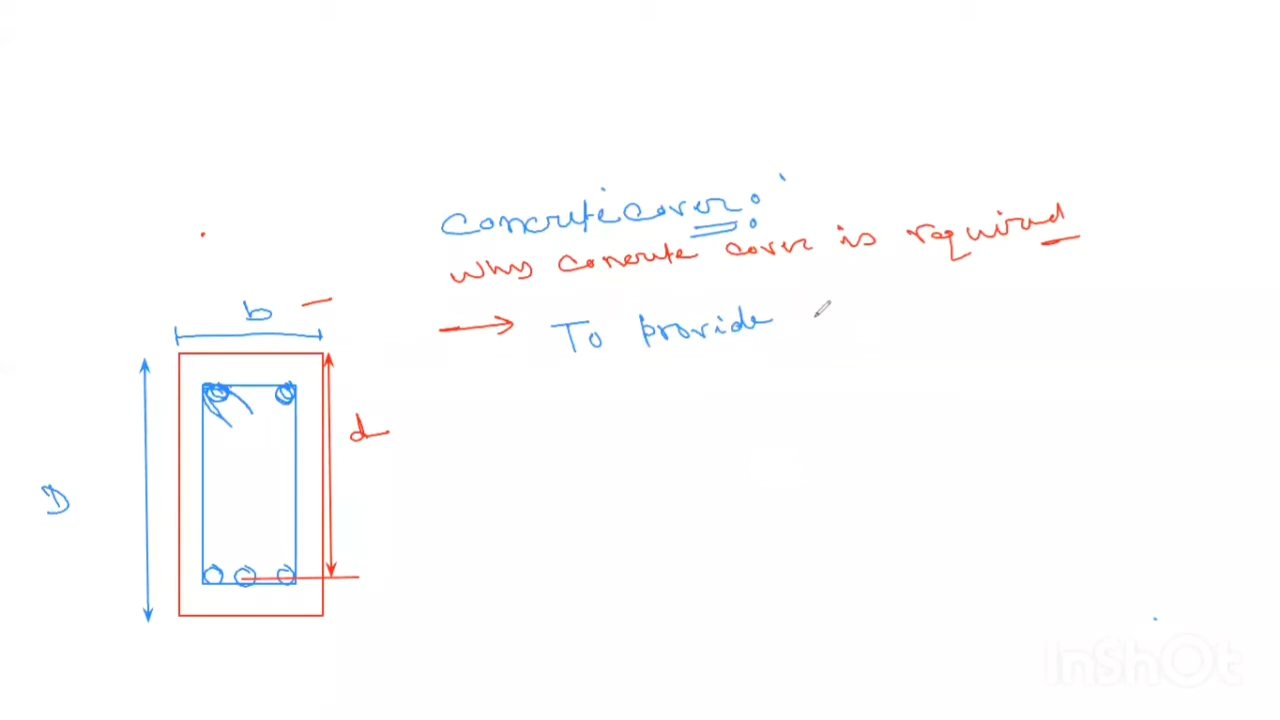 concrete cover:
why concrete cover is required
→ To provide
b
d
D
InShOt